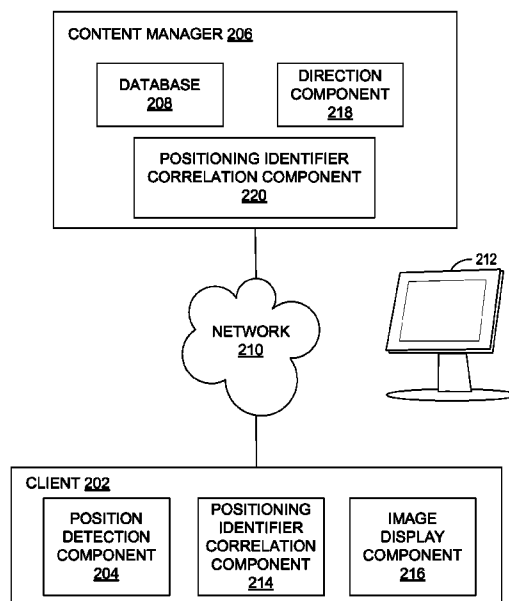 CONTENT MANAGER 206
DATABASE
208
DIRECTION
COMPONENT
218
POSITIONING IDENTIFIER
CORRELATION COMPONENT
220
212
NETWORK
210
CLIENT 202
POSITION
DETECTION
COMPONENT
204
POSITIONING
IDENTIFIER
CORRELATION
COMPONENT
214
IMAGE
DISPLAY
COMPONENT
216